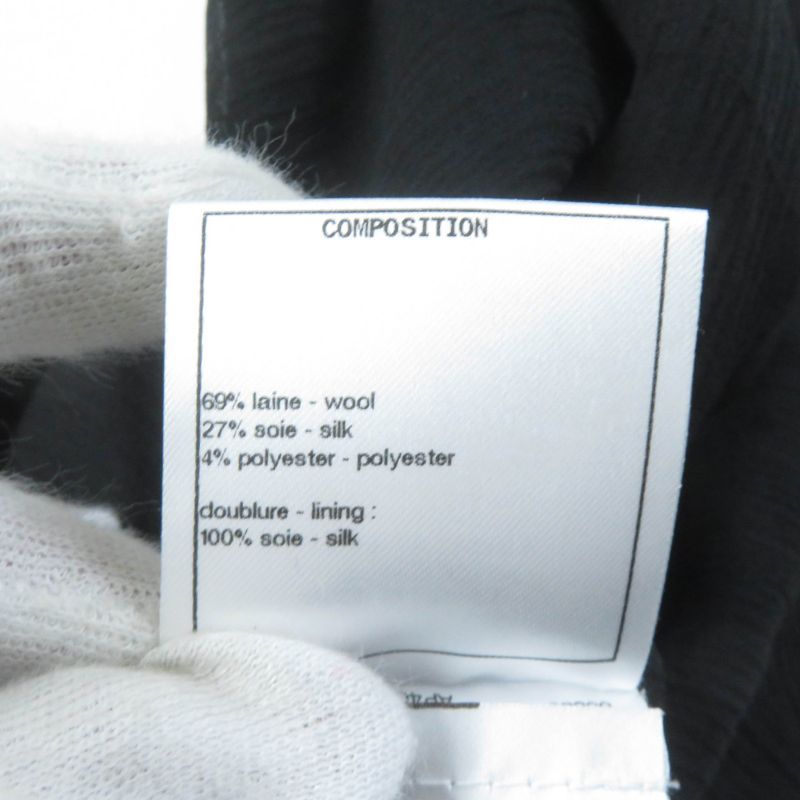 COMPOSITION
69% laine - wool
27% soie - silk
4% polyester - polyester
doublure - lining :
100% soie - silk